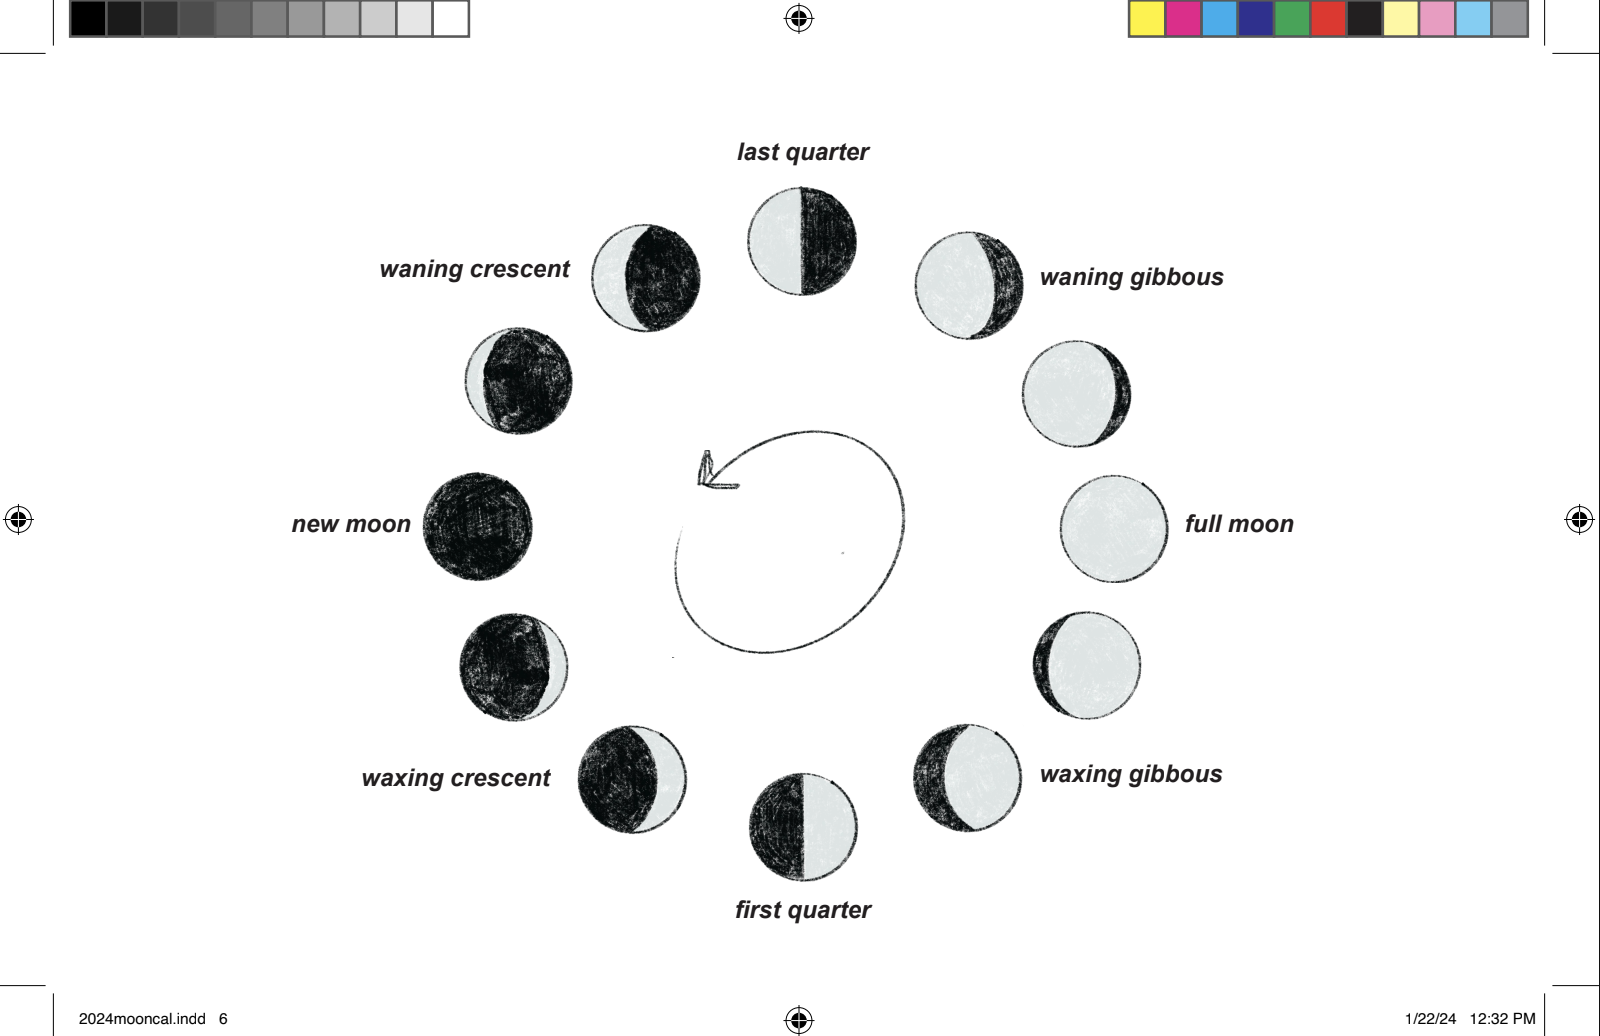 last quarter
waning crescent
waning gibbous
new moon
full moon
waxing crescent
waxing gibbous
first quarter
2024mooncal.indd   6
1/22/24   12:32 PM